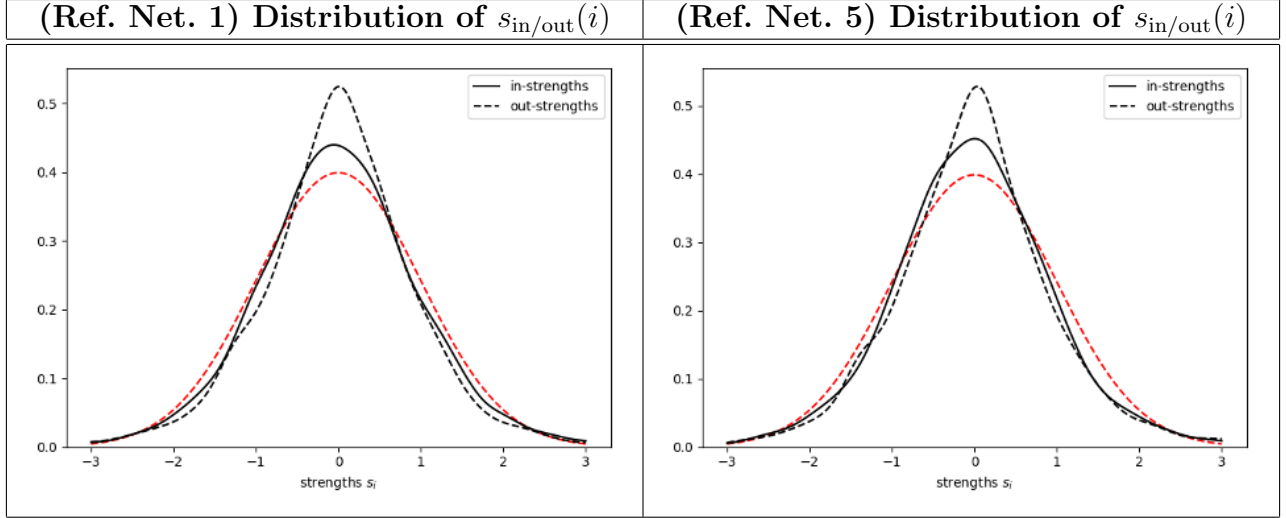 (Ref. Net. 1) Distribution of s_in/out(i)
(Ref. Net. 5) Distribution of s_in/out(i)
in-strengths
out-strengths
0.5
0.4
0.3
0.2
0.1
0.0
−3 −2 −1 0 1 2 3
strengths s_i
in-strengths
out-strengths
0.5
0.4
0.3
0.2
0.1
0.0
−3 −2 −1 0 1 2 3
strengths s_i